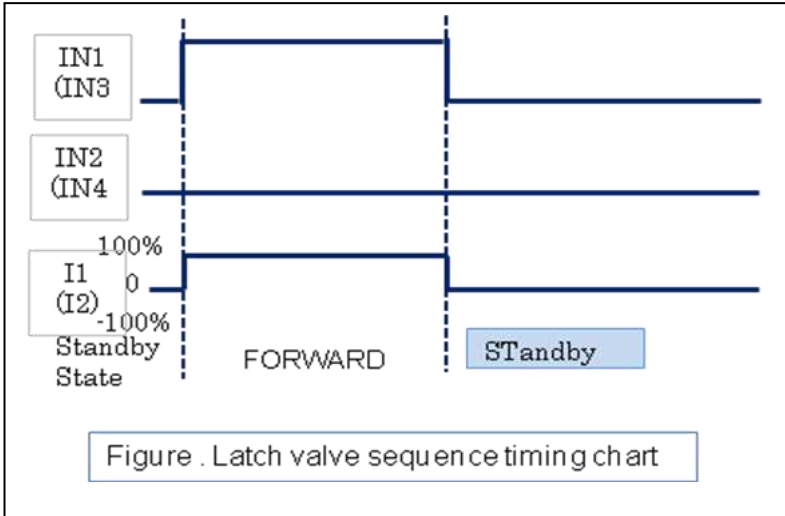 IN1
(IN3
IN2
(IN4
100%
I1
0
(I2)
-100%
Standby
State
FORWARD
STandby
Figure . Latch valve sequence timing chart